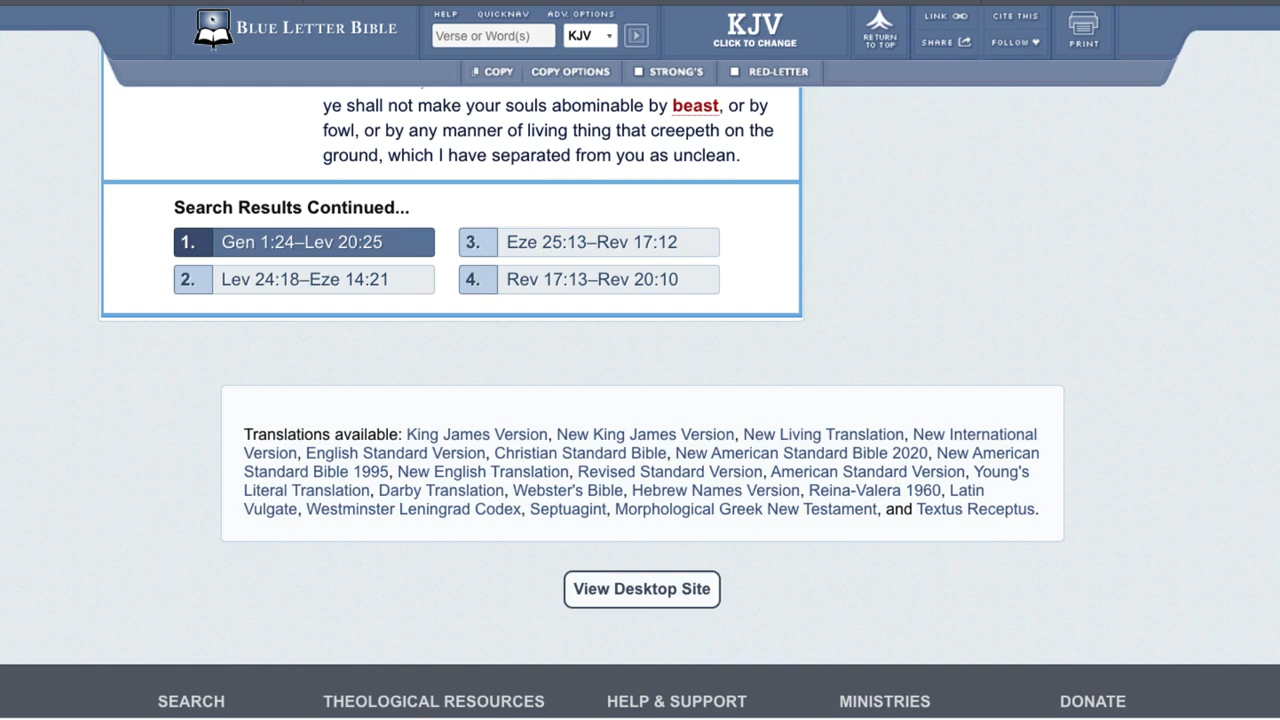 BLUE LETTER BIBLE
HELP QUICKNAV ADV. OPTIONS
Verse or Word(s) KJV
KJV
CLICK TO CHANGE
RETURN
TO TOP
LINK CITE THIS
SHARE FOLLOW
PRINT
COPY COPY OPTIONS STRONG'S RED-LETTER
ye shall not make your souls abominable by beast, or by
fowl, or by any manner of living thing that creepeth on the
ground, which I have separated from you as unclean.
Search Results Continued...
1. Gen 1:24–Lev 20:25
3. Eze 25:13–Rev 17:12
2. Lev 24:18–Eze 14:21
4. Rev 17:13–Rev 20:10
Translations available: King James Version, New King James Version, New Living Translation, New International
Version, English Standard Version, Christian Standard Bible, New American Standard Bible 2020, New American
Standard Bible 1995, New English Translation, Revised Standard Version, American Standard Version, Young's
Literal Translation, Darby Translation, Webster's Bible, Hebrew Names Version, Reina-Valera 1960, Latin
Vulgate, Westminster Leningrad Codex, Septuagint, Morphological Greek New Testament, and Textus Receptus.
View Desktop Site
SEARCH THEOLOGICAL RESOURCES HELP & SUPPORT MINISTRIES DONATE